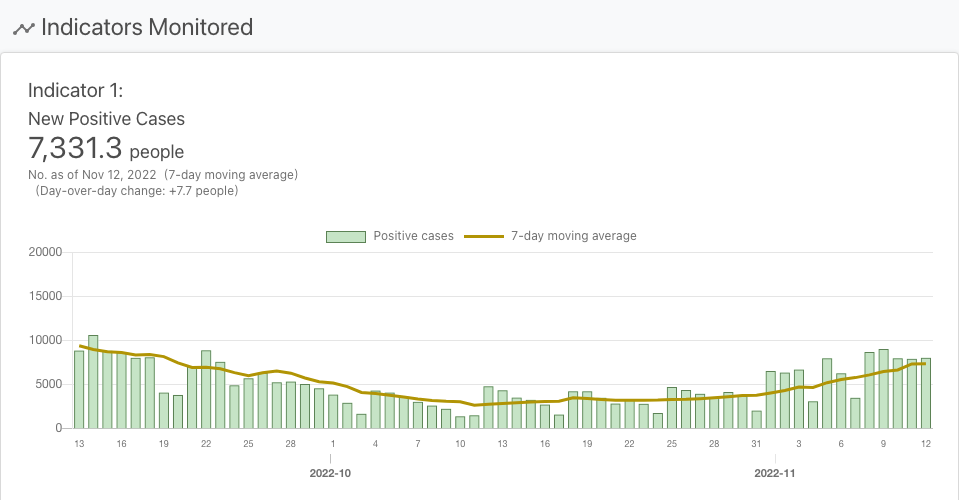 Indicators Monitored
Indicator 1:
New Positive Cases
7,331.3 people
No. as of Nov 12, 2022 (7-day moving average)
(Day-over-day change: +7.7 people)
Positive cases 7-day moving average
20000
15000
10000
5000
0
13 16 19 22 25 28 1 4 7 10 13 16 19 22 25 28 31 3 6 9 12
2022-10 2022-11